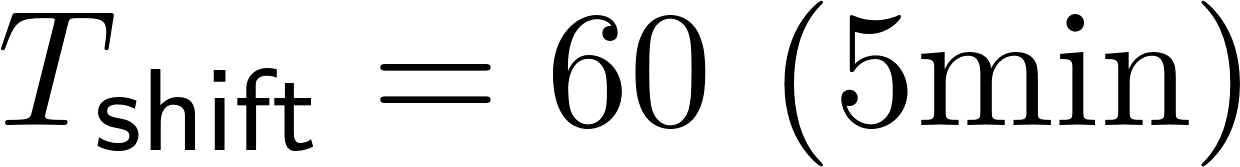 T_shift = 60 (5min)